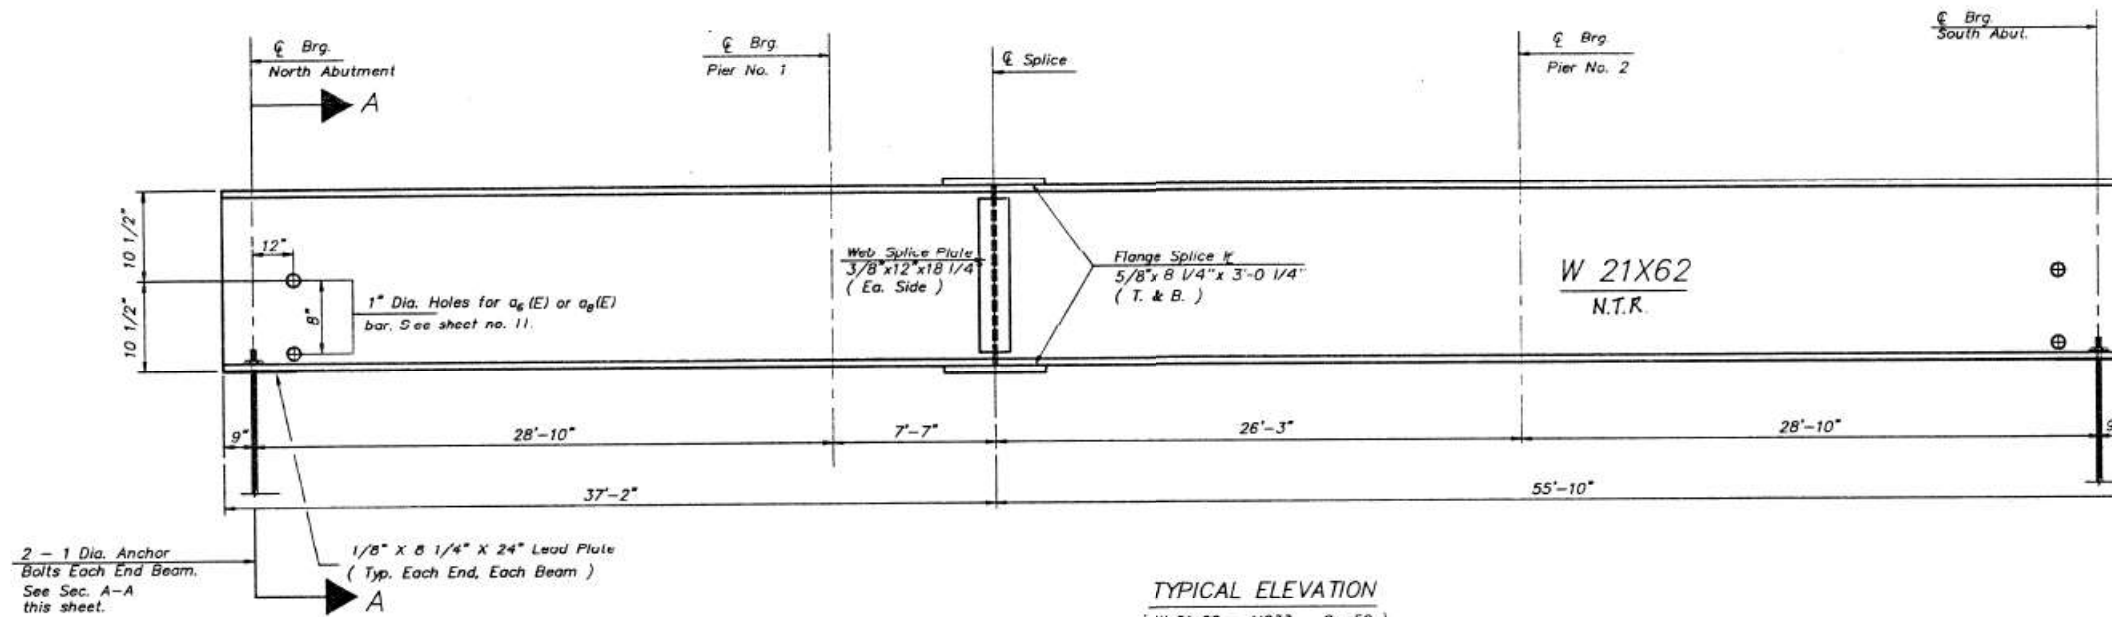 ℄ Brg.
North Abutment
A
℄ Brg.
Pier No. 1
℄ Splice
℄ Brg.
Pier No. 2
℄ Brg.
South Abut.
10 1/2"
10 1/2"
12"
8"
1" Dia. Holes for a6 (E) or a8(E)
bar. See sheet no. 11.
Web Splice Plate
3/8"x12"x18 1/4"
( Ea. Side )
Flange Splice ℄
5/8"x 8 1/4"x 3'-0 1/4"
( T. & B. )
W 21X62
N.T.R.
9"
28'-10"
7'-7"
26'-3"
28'-10"
9
37'-2"
55'-10"
2 - 1 Dia. Anchor
Bolts Each End Beam.
See Sec. A-A
this sheet.
1/8" X 8 1/4" X 24" Lead Plate
( Typ. Each End, Each Beam )
A
TYPICAL ELEVATION